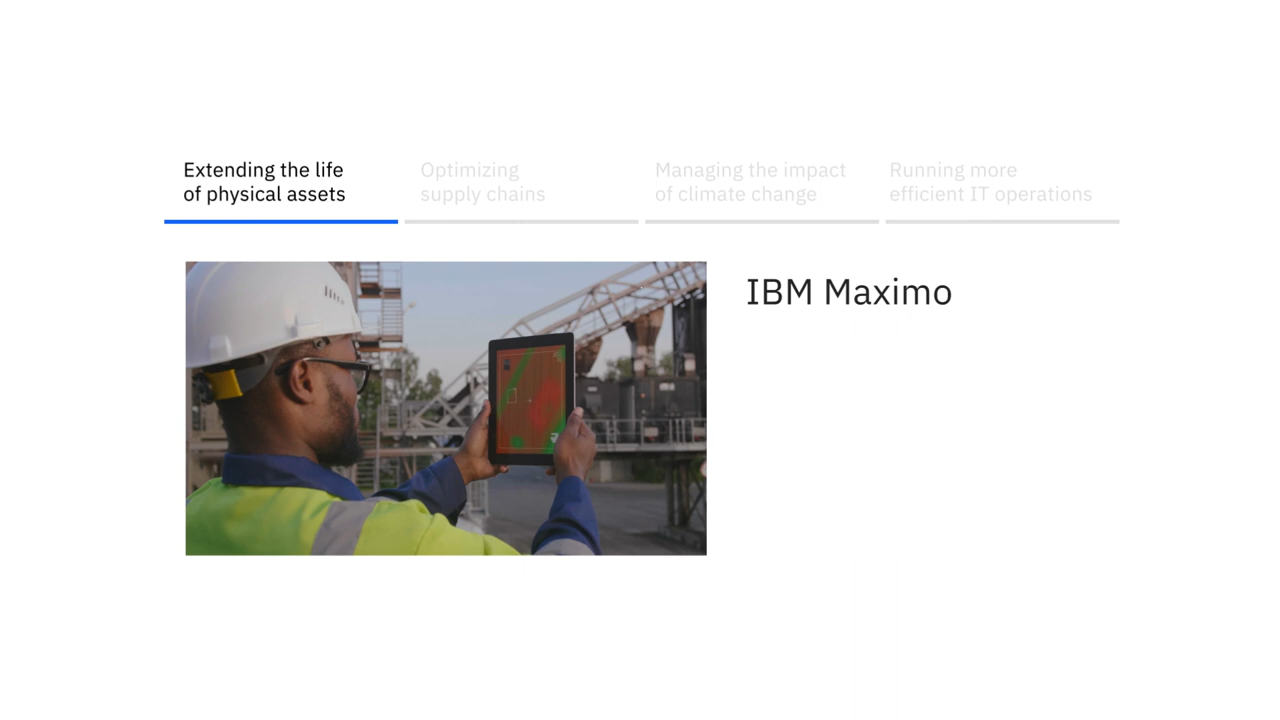 Extending the life
of physical assets
Optimizing
supply chains
Managing the impact
of climate change
Running more
efficient IT operations
IBM Maximo